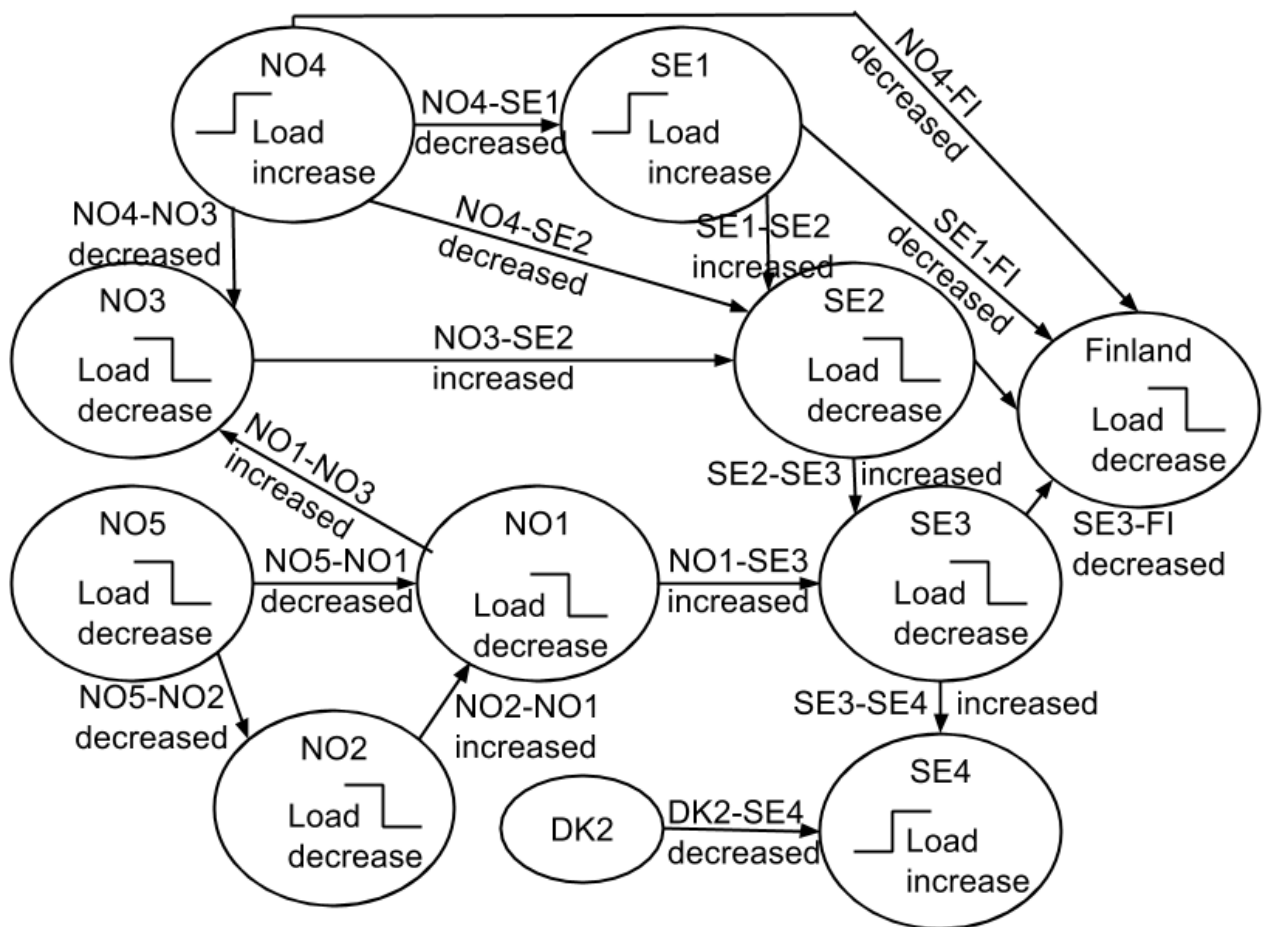 NO4
Load
increase
NO4-SE1
decreased
SE1
Load
increase
NO4-FI
decreased
NO4-NO3
decreased
NO4-SE2
decreased
SE1-SE2
increased
SE1-FI
decreased
NO3
Load
decrease
NO3-SE2
increased
SE2
Load
decrease
Finland
Load
decrease
NO1-NO3
increased
SE2-SE3 increased
NO5
Load
decrease
NO5-NO1
decreased
NO1
Load
decrease
NO1-SE3
increased
SE3
Load
decrease
SE3-FI
decreased
NO5-NO2
decreased
NO2-NO1
increased
SE3-SE4 increased
NO2
Load
decrease
DK2
DK2-SE4
decreased
SE4
Load
increase